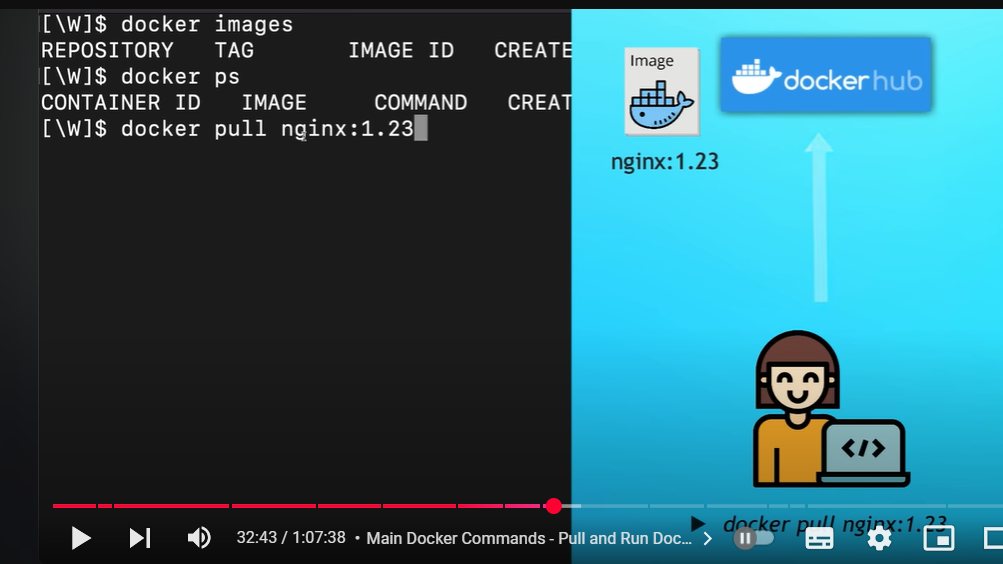 [\W]$ docker images
REPOSITORY TAG IMAGE ID CREATE
[\W]$ docker ps
CONTAINER ID IMAGE COMMAND CREAT
[\W]$ docker pull nginx:1.23
Image
dockerhub
nginx:1.23
</>
docker pull nginx:1.23
32:43 / 1:07:38 • Main Docker Commands - Pull and Run Doc...